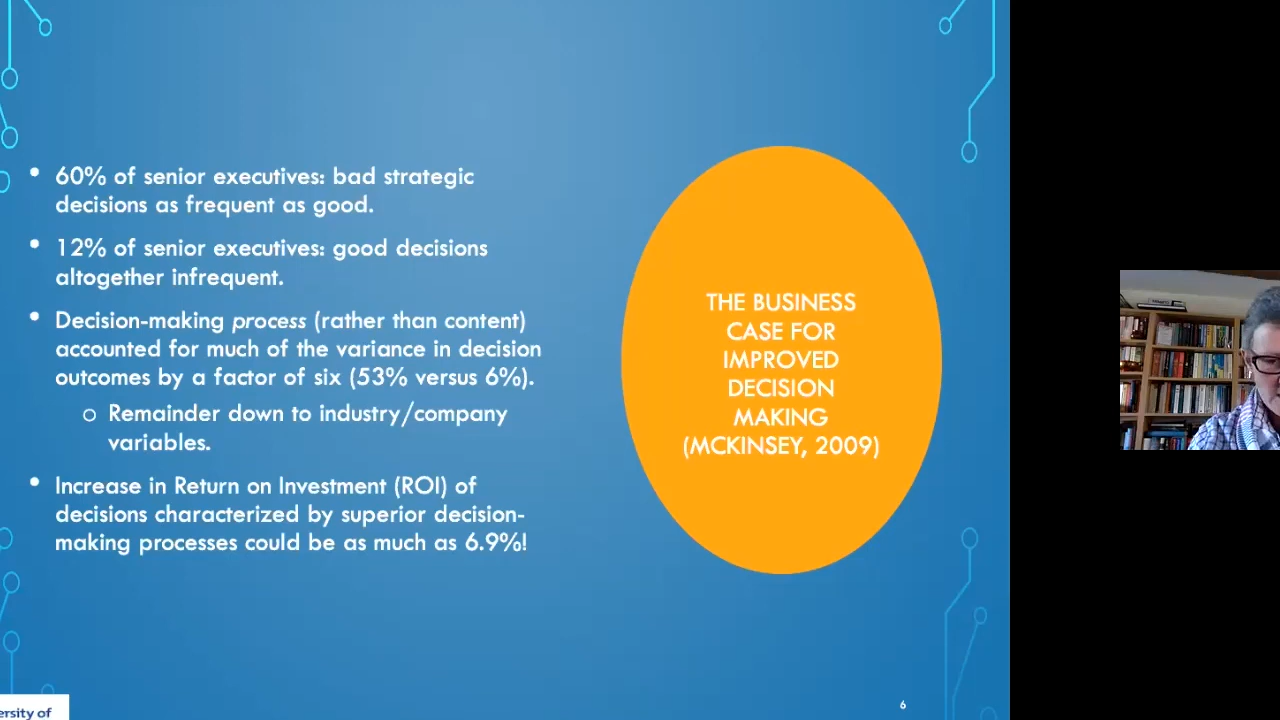 • 60% of senior executives: bad strategic
decisions as frequent as good.
• 12% of senior executives: good decisions
altogether infrequent.
• Decision-making process (rather than content)
accounted for much of the variance in decision
outcomes by a factor of six (53% versus 6%).
o Remainder down to industry/company
variables.
• Increase in Return on Investment (ROI) of
decisions characterized by superior decision-
making processes could be as much as 6.9%!
THE BUSINESS
CASE FOR
IMPROVED
DECISION
MAKING
(MCKINSEY, 2009)
ersity of
6